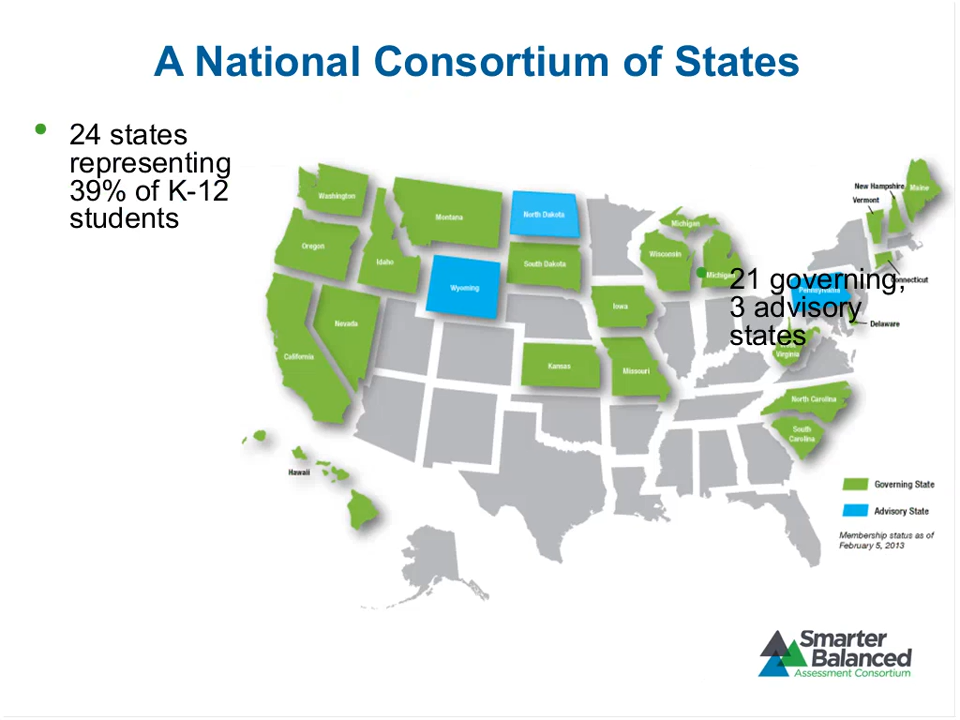 A National Consortium of States
24 states
representing
39% of K-12
students
21 governing,
3 advisory
states
Washington
Oregon
Idaho
Montana
North Dakota
South Dakota
Wyoming
Nevada
California
Iowa
Kansas
Missouri
Wisconsin
Michigan
Michigan
New Hampshire
Vermont
Maine
Connecticut
Pennsylvania
Delaware
Virginia
North Carolina
South
Carolina
Hawaii
Governing State
Advisory State
Membership status as of
February 5, 2013
Smarter
Balanced
Assessment Consortium